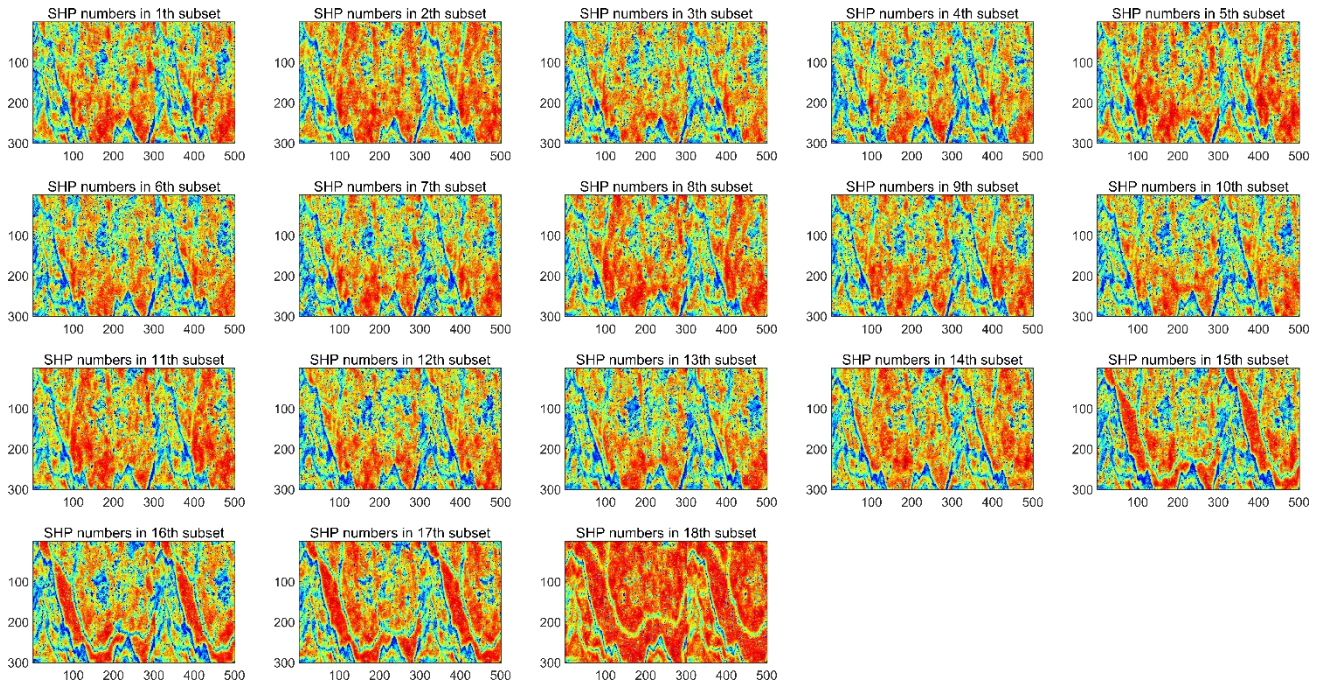 SHP numbers in 1th subset
SHP numbers in 2th subset
SHP numbers in 3th subset
SHP numbers in 4th subset
SHP numbers in 5th subset
100
200
300
100 200 300 400 500
100
200
300
100 200 300 400 500
100
200
300
100 200 300 400 500
100
200
300
100 200 300 400 500
100
200
300
100 200 300 400 500
SHP numbers in 6th subset
SHP numbers in 7th subset
SHP numbers in 8th subset
SHP numbers in 9th subset
SHP numbers in 10th subset
100
200
300
100 200 300 400 500
100
200
300
100 200 300 400 500
100
200
300
100 200 300 400 500
100
200
300
100 200 300 400 500
100
200
300
100 200 300 400 500
SHP numbers in 11th subset
SHP numbers in 12th subset
SHP numbers in 13th subset
SHP numbers in 14th subset
SHP numbers in 15th subset
100
200
300
100 200 300 400 500
100
200
300
100 200 300 400 500
100
200
300
100 200 300 400 500
100
200
300
100 200 300 400 500
100
200
300
100 200 300 400 500
SHP numbers in 16th subset
SHP numbers in 17th subset
SHP numbers in 18th subset
100
200
300
100 200 300 400 500
100
200
300
100 200 300 400 500
100
200
300
100 200 300 400 500